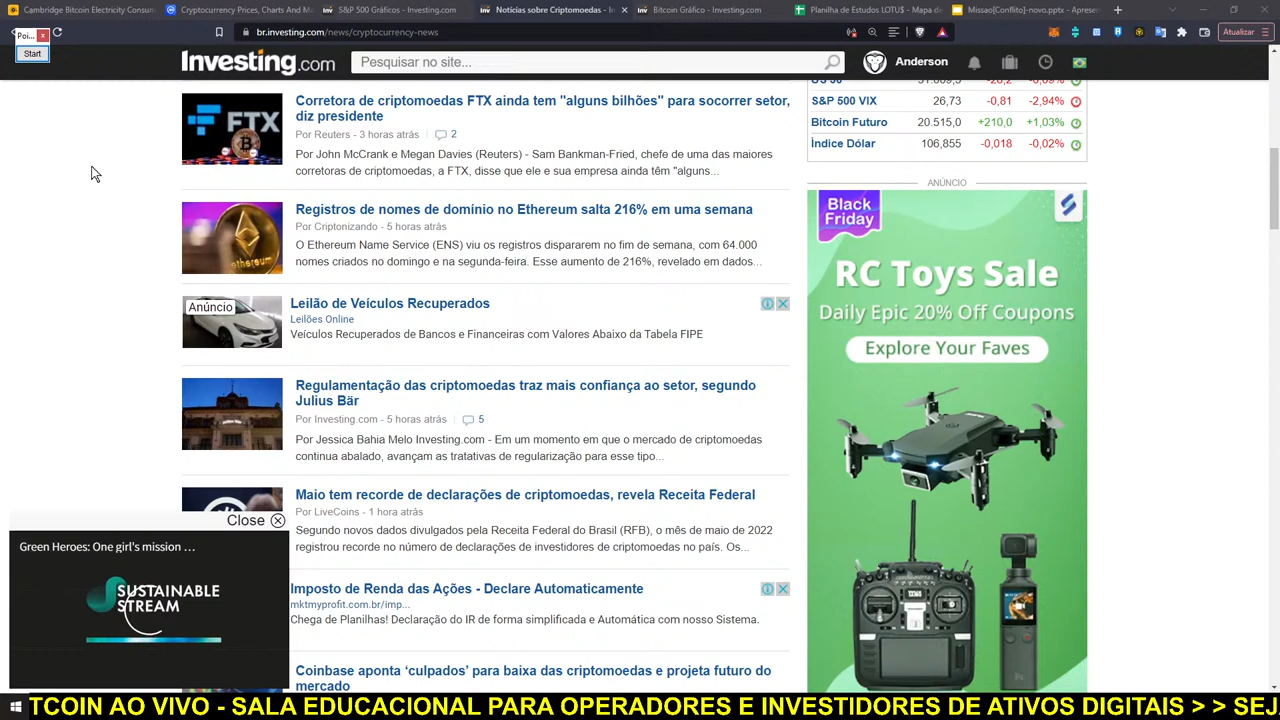 Cambridge Bitcoin Electricity Consu
Cryptocurrency Prices, Charts And M
S&P 500 Gráfico - Investing.com
Notícias sobre Criptomoedas - In
Bitcoin Gráfico - Investing.com
Planilha de Estudos LOTU$ - Mapa d
Missao[Conflito]-novo.pptx - Aprese
Poi...
Start
br.investing.com/news/cryptocurrency-news
Atualizar
Investing.com
Pesquisar no site...
Anderson
Corretora de criptomoedas FTX ainda tem "alguns bilhões" para socorrer setor,
diz presidente
Por Reuters - 3 horas atrás
2
Por John McCrank e Megan Davies (Reuters) - Sam Bankman-Fried, chefe de uma das maiores
corretoras de criptomoedas, a FTX, disse que ele e sua empresa ainda têm "alguns...
FTX
Registros de nomes de domínio no Ethereum salta 216% em uma semana
Por Criptonizando - 5 horas atrás
O Ethereum Name Service (ENS) viu os registros dispararem no fim de semana, com 64.000
nomes criados no domingo e na segunda-feira. Esse aumento de 216%, revelado em dados...
ethereum
Anúncio
Leilão de Veículos Recuperados
Leilões Online
Veículos Recuperados de Bancos e Financeiras com Valores Abaixo da Tabela FIPE
Regulamentação das criptomoedas traz mais confiança ao setor, segundo
Julius Bär
Por Investing.com - 5 horas atrás
5
Por Jessica Bahia Melo Investing.com - Em um momento em que o mercado de criptomoedas
continua abalado, avançam as tratativas de regularização para esse tipo...
Maio tem recorde de declarações de criptomoedas, revela Receita Federal
Por LiveCoins - 1 hora atrás
Segundo novos dados divulgados pela Receita Federal do Brasil (RFB), o mês de maio de 2022
registrou recorde no número de declarações de investidores de criptomoedas no país. Os...
Imposto de Renda das Ações - Declare Automaticamente
mktmyprofit.com.br/imp...
Chega de Planilhas! Declaração do IR de forma simplificada e Automática com nosso Sistema.
Coinbase aponta ‘culpados’ para baixa das criptomoedas e projeta futuro do
mercado
Close
Green Heroes: One girl's mission ...
SUSTAINABLE
STREAM
S&P 500 VIX 26,73 -0,81 -2,94%
Bitcoin Futuro 20.515,0 +210,0 +1,03%
Índice Dólar 106,855 -0,018 -0,02%
ANÚNCIO
Black
Friday
RC Toys Sale
Daily Epic 20% Off Coupons
Explore Your Faves
TCOIN AO VIVO - SALA EDUCACIONAL PARA OPERADORES E INVESTIDORES DE ATIVOS DIGITAIS > > SEJ